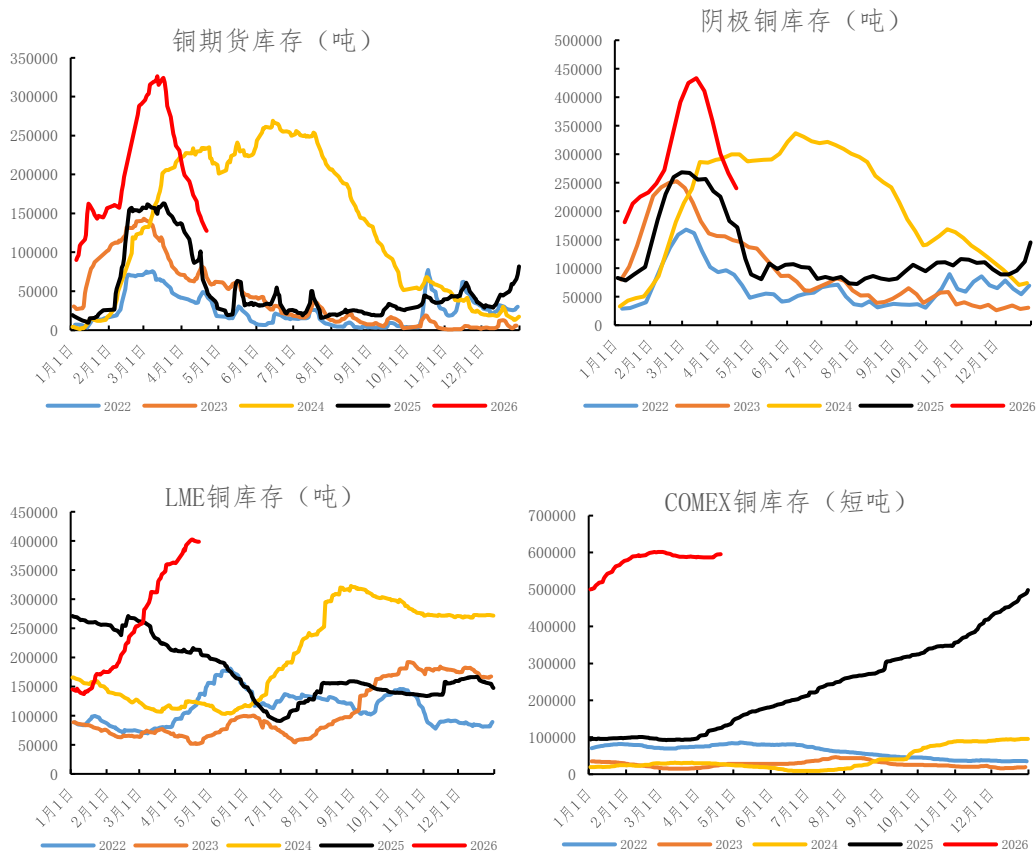 铜期货库存（吨）
350000
300000
250000
200000
150000
100000
50000
0
1月1日
2月1日
3月1日
4月1日
5月1日
6月1日
7月1日
8月1日
9月1日
10月1日
11月1日
12月1日
2022 2023 2024 2025 2026
阴极铜库存（吨）
500000
450000
400000
350000
300000
250000
200000
150000
100000
50000
0
1月1日
2月1日
3月1日
4月1日
5月1日
6月1日
7月1日
8月1日
9月1日
10月1日
11月1日
12月1日
2022 2023 2024 2025 2026
LME铜库存（吨）
450000
400000
350000
300000
250000
200000
150000
100000
50000
0
1月1日
2月1日
3月1日
4月1日
5月1日
6月1日
7月1日
8月1日
9月1日
10月1日
11月1日
12月1日
2022 2023 2024 2025 2026
COMEX铜库存（短吨）
700000
600000
500000
400000
300000
200000
100000
0
1月1日
2月1日
3月1日
4月1日
5月1日
6月1日
7月1日
8月1日
9月1日
10月1日
11月1日
12月1日
2022 2023 2024 2025 2026